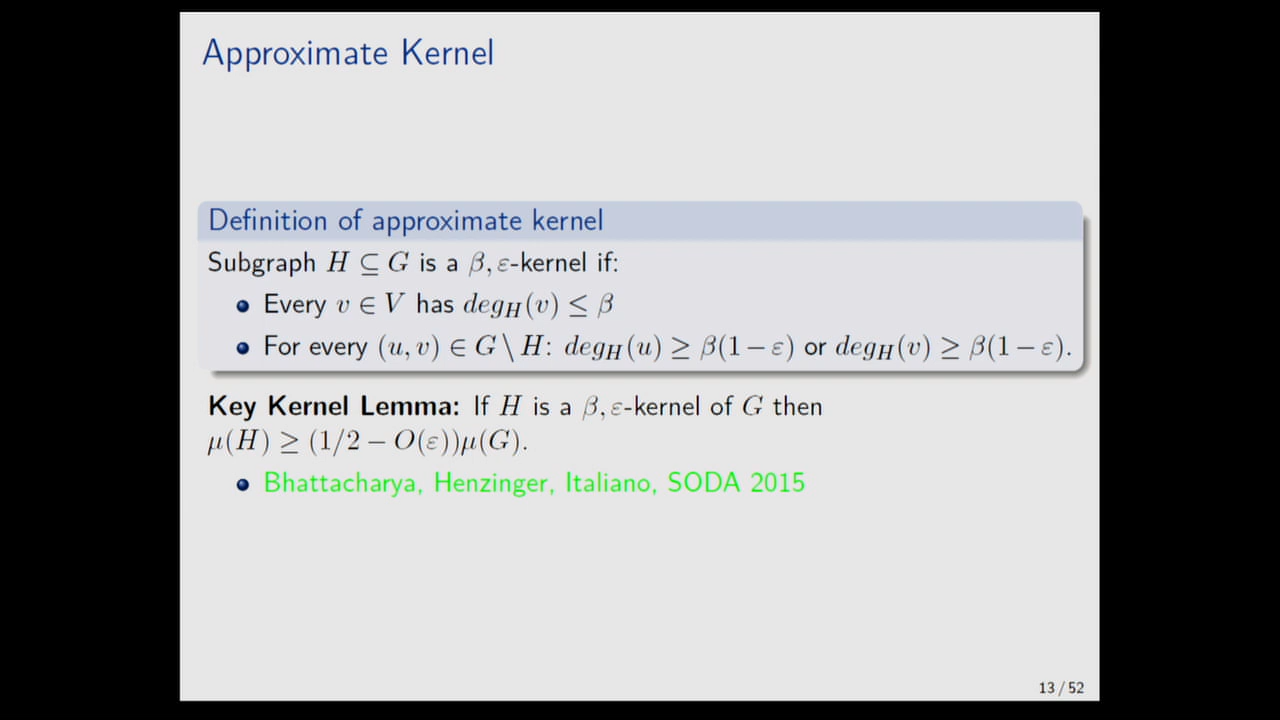 Approximate Kernel
Definition of approximate kernel
Subgraph H ⊆ G is a β, ε-kernel if:
Every v ∈ V has deg_H(v) ≤ β
For every (u, v) ∈ G \ H: deg_H(u) ≥ β(1 − ε) or deg_H(v) ≥ β(1 − ε).
Key Kernel Lemma: If H is a β, ε-kernel of G then
μ(H) ≥ (1/2 − O(ε))μ(G).
Bhattacharya, Henzinger, Italiano, SODA 2015
13 / 52